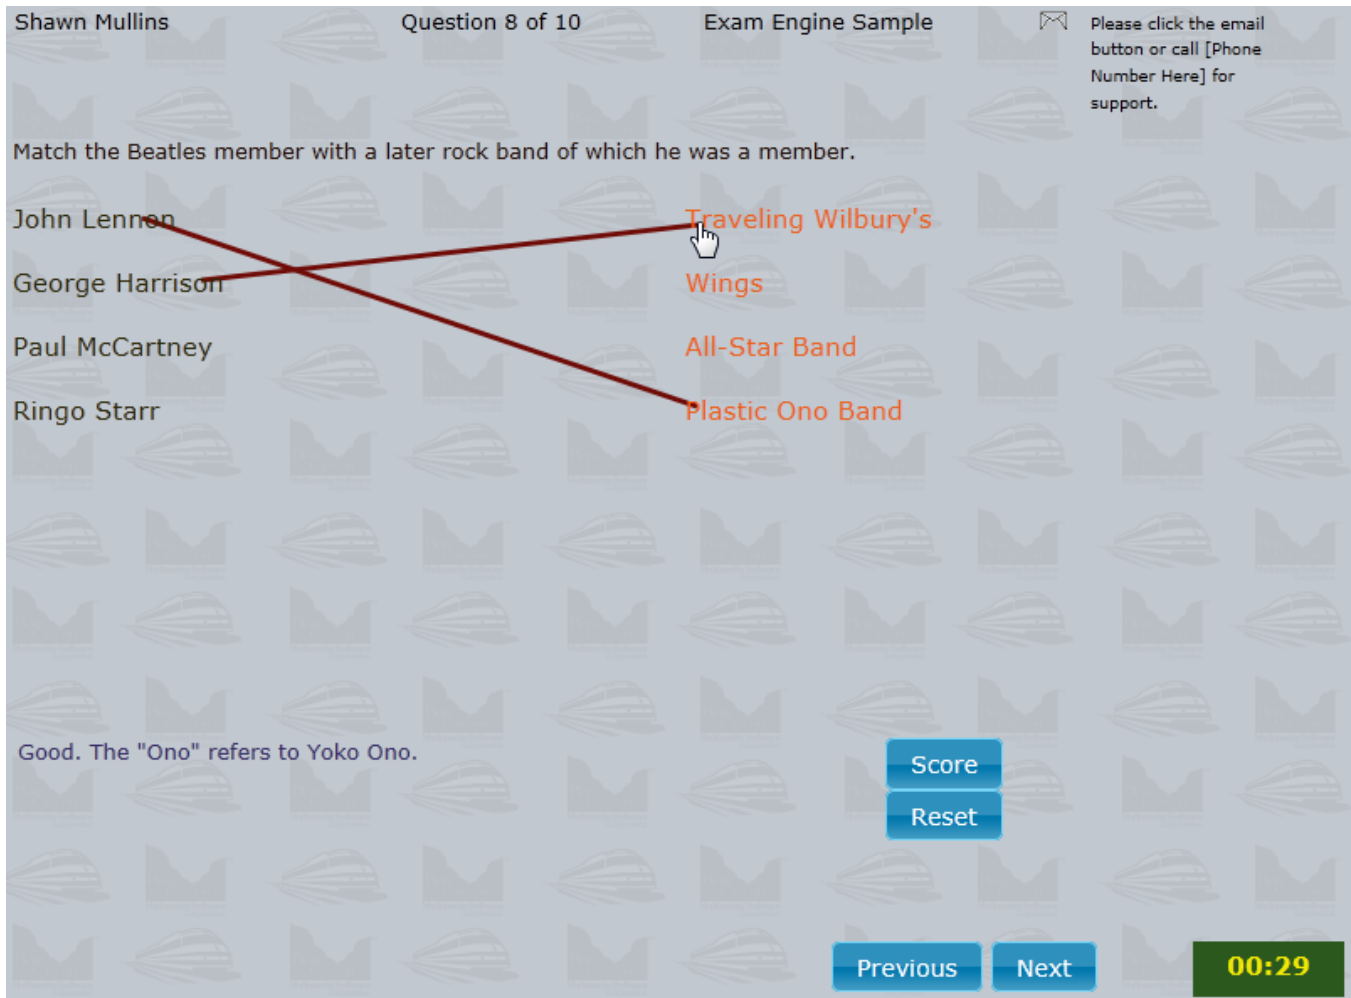 Shawn Mullins
Question 8 of 10
Exam Engine Sample
Please click the email
button or call [Phone
Number Here] for
support.
Match the Beatles member with a later rock band of which he was a member.
John Lennon
Traveling Wilbury's
George Harrison
Wings
Paul McCartney
All-Star Band
Ringo Starr
Plastic Ono Band
Good. The "Ono" refers to Yoko Ono.
Score
Reset
Previous
Next
00:29